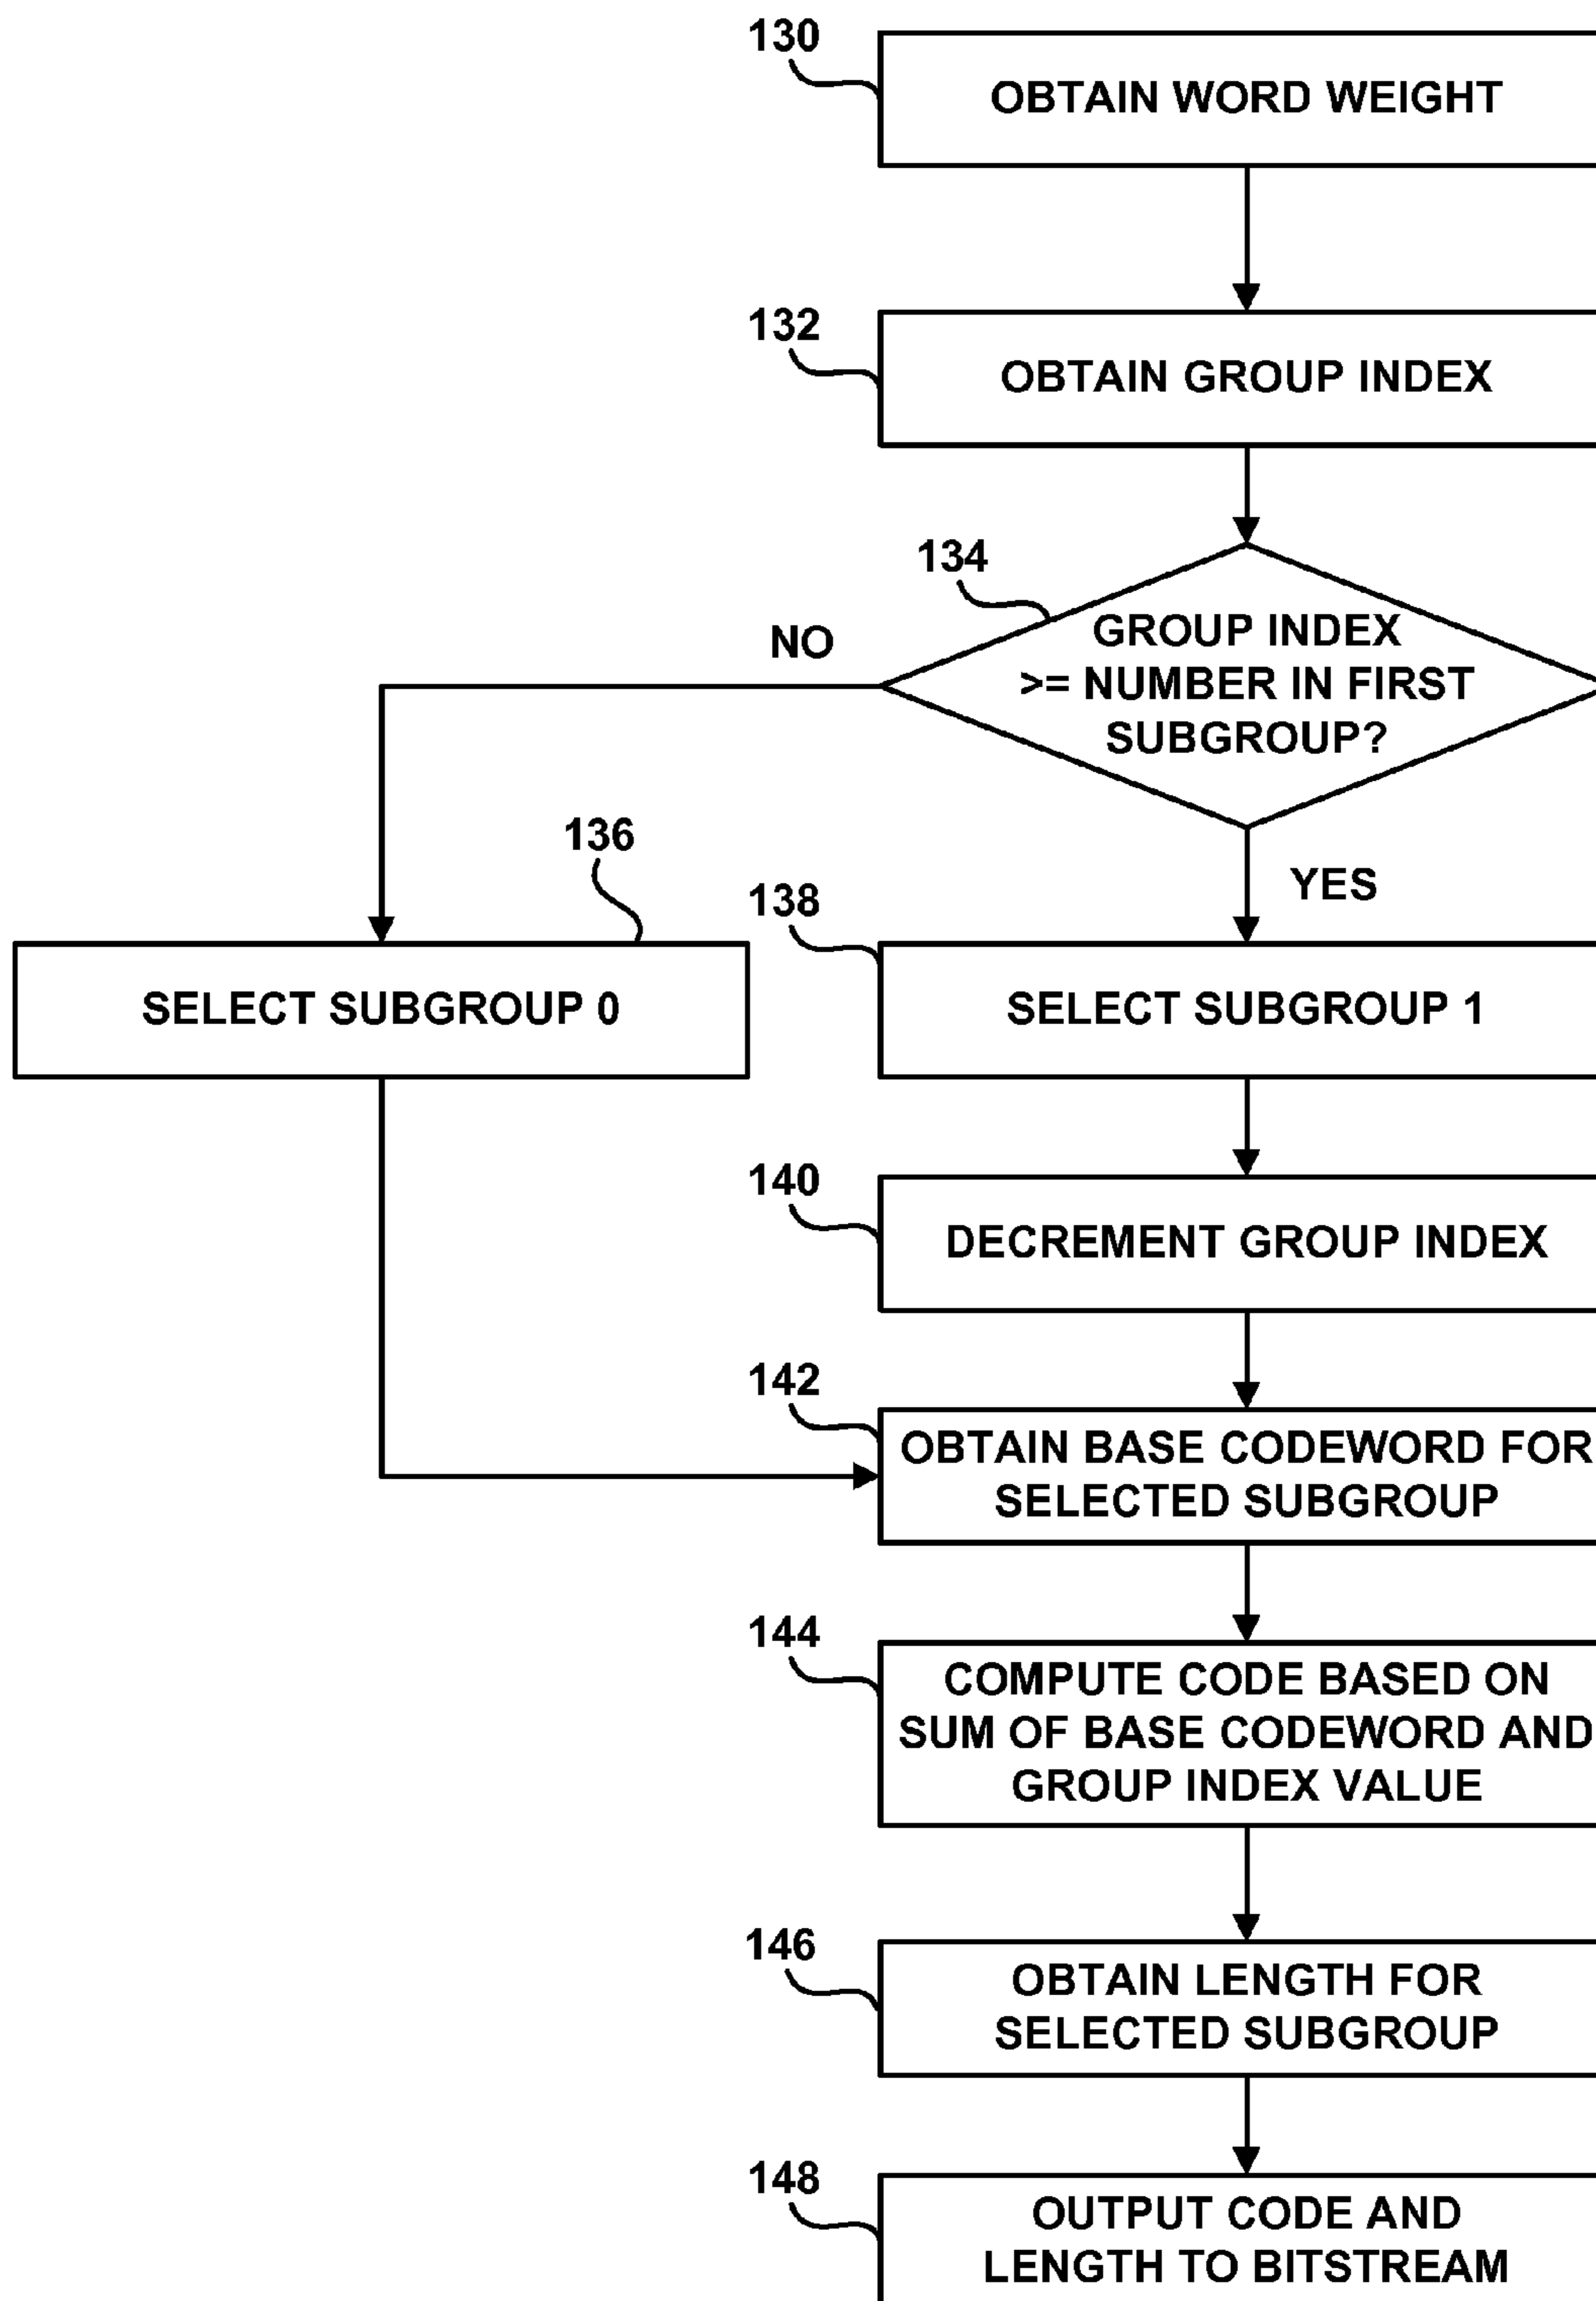 130
OBTAIN WORD WEIGHT
132
OBTAIN GROUP INDEX
134
GROUP INDEX
>= NUMBER IN FIRST
SUBGROUP?
NO
YES
136
SELECT SUBGROUP 0
138
SELECT SUBGROUP 1
140
DECREMENT GROUP INDEX
142
OBTAIN BASE CODEWORD FOR
SELECTED SUBGROUP
144
COMPUTE CODE BASED ON
SUM OF BASE CODEWORD AND
GROUP INDEX VALUE
146
OBTAIN LENGTH FOR
SELECTED SUBGROUP
148
OUTPUT CODE AND
LENGTH TO BITSTREAM